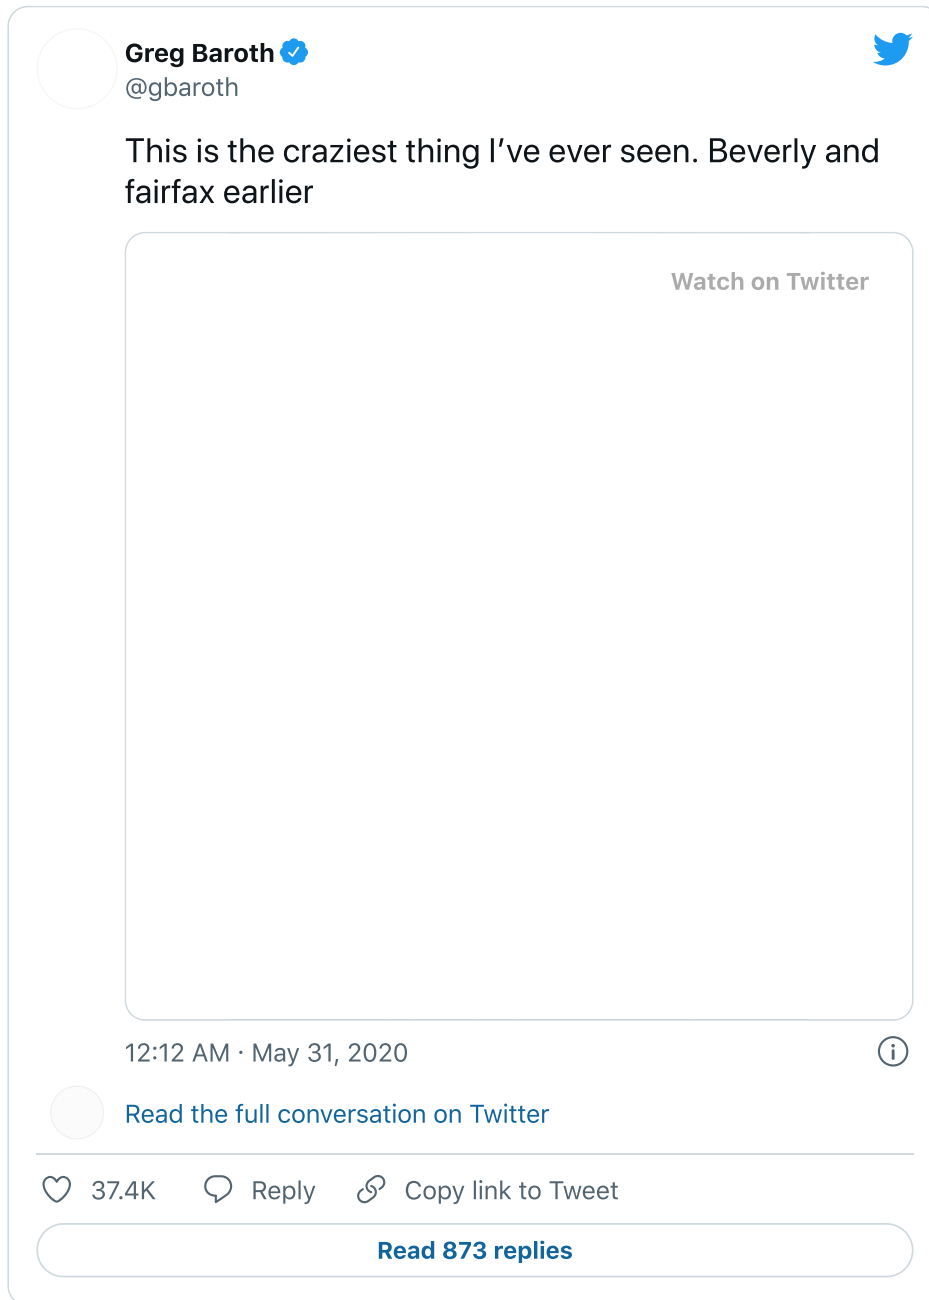 Greg Baroth
@gbaroth
This is the craziest thing I’ve ever seen. Beverly and
fairfax earlier
Watch on Twitter
12:12 AM · May 31, 2020
Read the full conversation on Twitter
37.4K Reply Copy link to Tweet
Read 873 replies